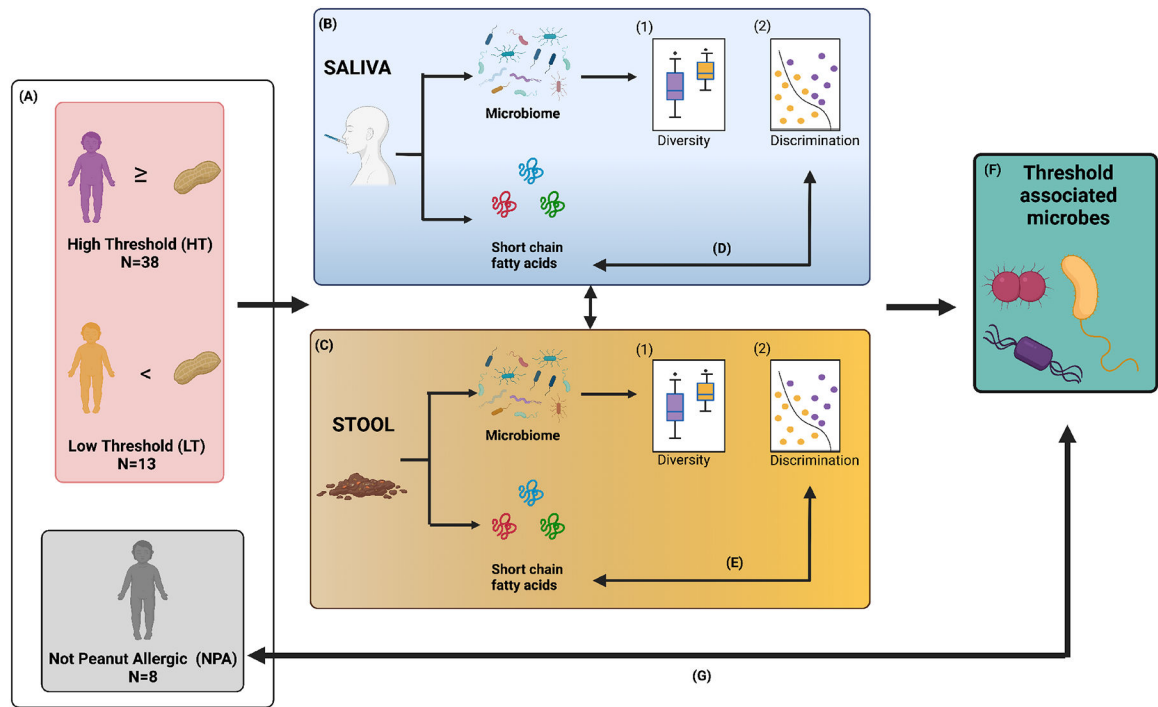 (A)
≥
High Threshold (HT)
N=38
<
Low Threshold (LT)
N=13
Not Peanut Allergic (NPA)
N=8
(B)
SALIVA
Microbiome
Short chain
fatty acids
(1)
Diversity
(2)
Discrimination
(D)
(C)
STOOL
Microbiome
Short chain
fatty acids
(1)
Diversity
(2)
Discrimination
(E)
(F)
Threshold
associated
microbes
(G)